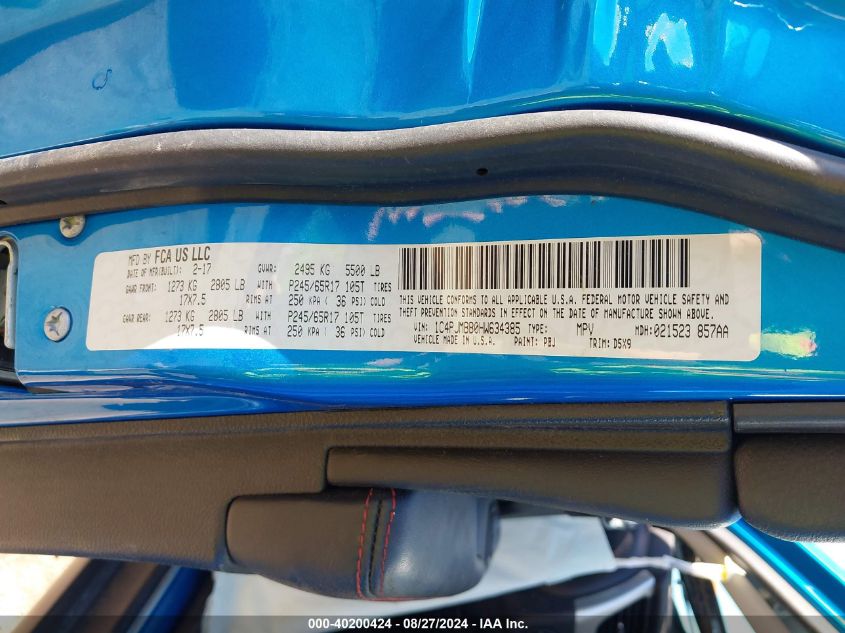 MFD BY FCA US LLC
DATE OF MFR(BUILT): 2-17 GVWR: 2495 KG 5500 LB
GAWR FRONT: 1273 KG 2805 LB WITH P245/65R17 105T TIRES
17X7.5 RIMS AT 250 KPA ( 36 PSI) COLD
GAWR REAR: 1273 KG 2805 LB WITH P245/65R17 105T TIRES
17X7.5 RIMS AT 250 KPA ( 36 PSI) COLD
THIS VEHICLE CONFORMS TO ALL APPLICABLE U.S.A. FEDERAL MOTOR VEHICLE SAFETY
THEFT PREVENTION STANDARDS IN EFFECT ON THE DATE OF MANUFACTURE SHOWN ABOVE.
VIN: 1C4PJMBB0HW634385 TYPE: MPV MDH:021523 857AA
VEHICLE MADE IN U.S.A. PAINT: PBJ TRIM: D5X9
000-40200424 - 08/27/2024 - IAA Inc.